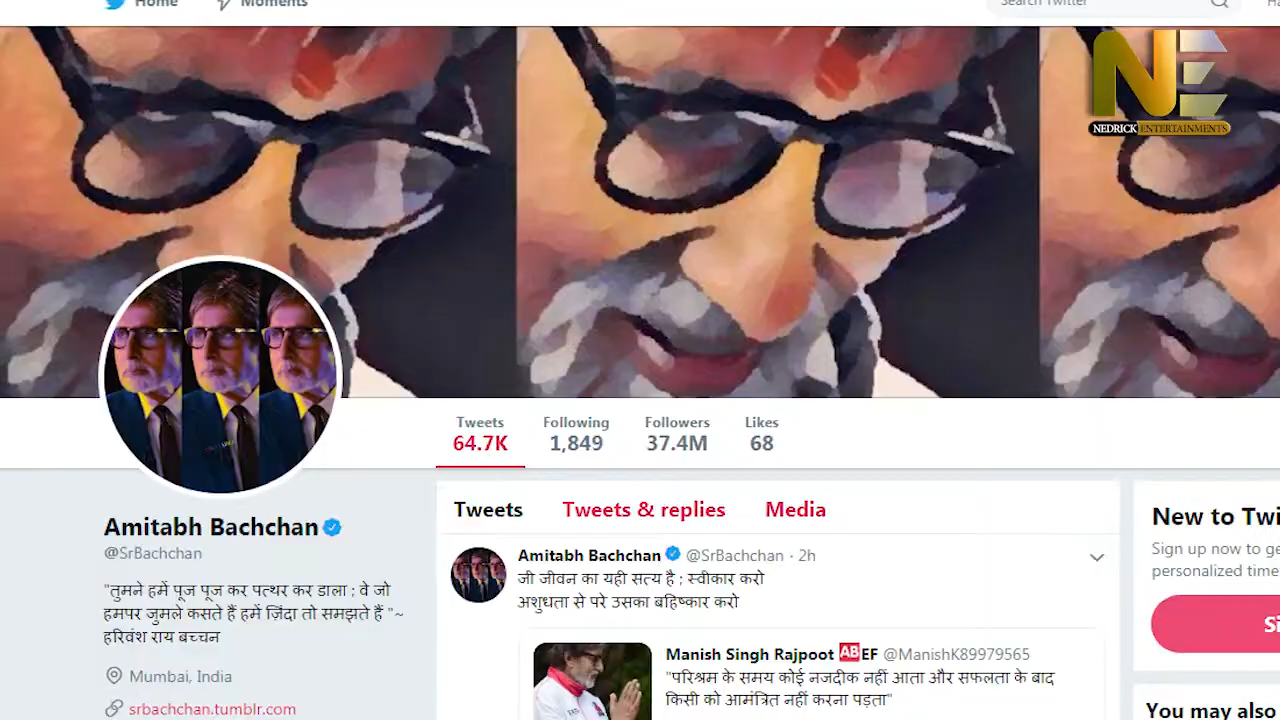 Home Moments Search Twitter
NE
NEDRICK ENTERTAINMENTS
Tweets Following Followers Likes
64.7K 1,849 37.4M 68
Tweets Tweets & replies Media
Amitabh Bachchan
@SrBachchan
"तुमने हमें पूज पूज कर पत्थर कर डाला ; वे जो
हमपर जुमले कसते हैं हमें ज़िंदा तो समझते हैं "~
हरिवंश राय बच्चन
Mumbai, India
srbachchan.tumblr.com
Amitabh Bachchan @SrBachchan · 2h
जी जीवन का यही सत्य है ; स्वीकार करो
अशुधता से परे उसका बहिष्कार करो
Manish Singh Rajpoot AB EF @ManishK89979565
"परिश्रम के समय कोई नजदीक नहीं आता और सफलता के बाद
किसी को आमंत्रित नहीं करना पड़ता"
New to Twi
Sign up now to ge
personalized time
Si
You may also